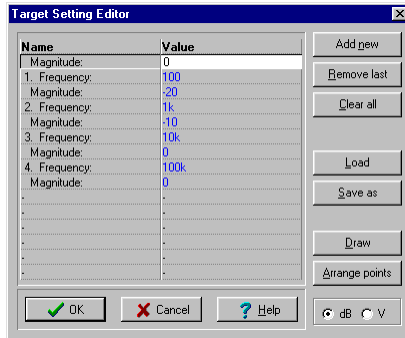 Target Setting Editor
Name Value
Magnitude: 0
1. Frequency: 100
Magnitude: -20
2. Frequency: 1k
Magnitude: -10
3. Frequency: 10k
Magnitude: 0
4. Frequency: 100k
Magnitude: 0
- -
- -
- -
- -
- -
- -
Add new
Remove last
Clear all
Load
Save as
Draw
Arrange points
OK Cancel ? Help
dB V